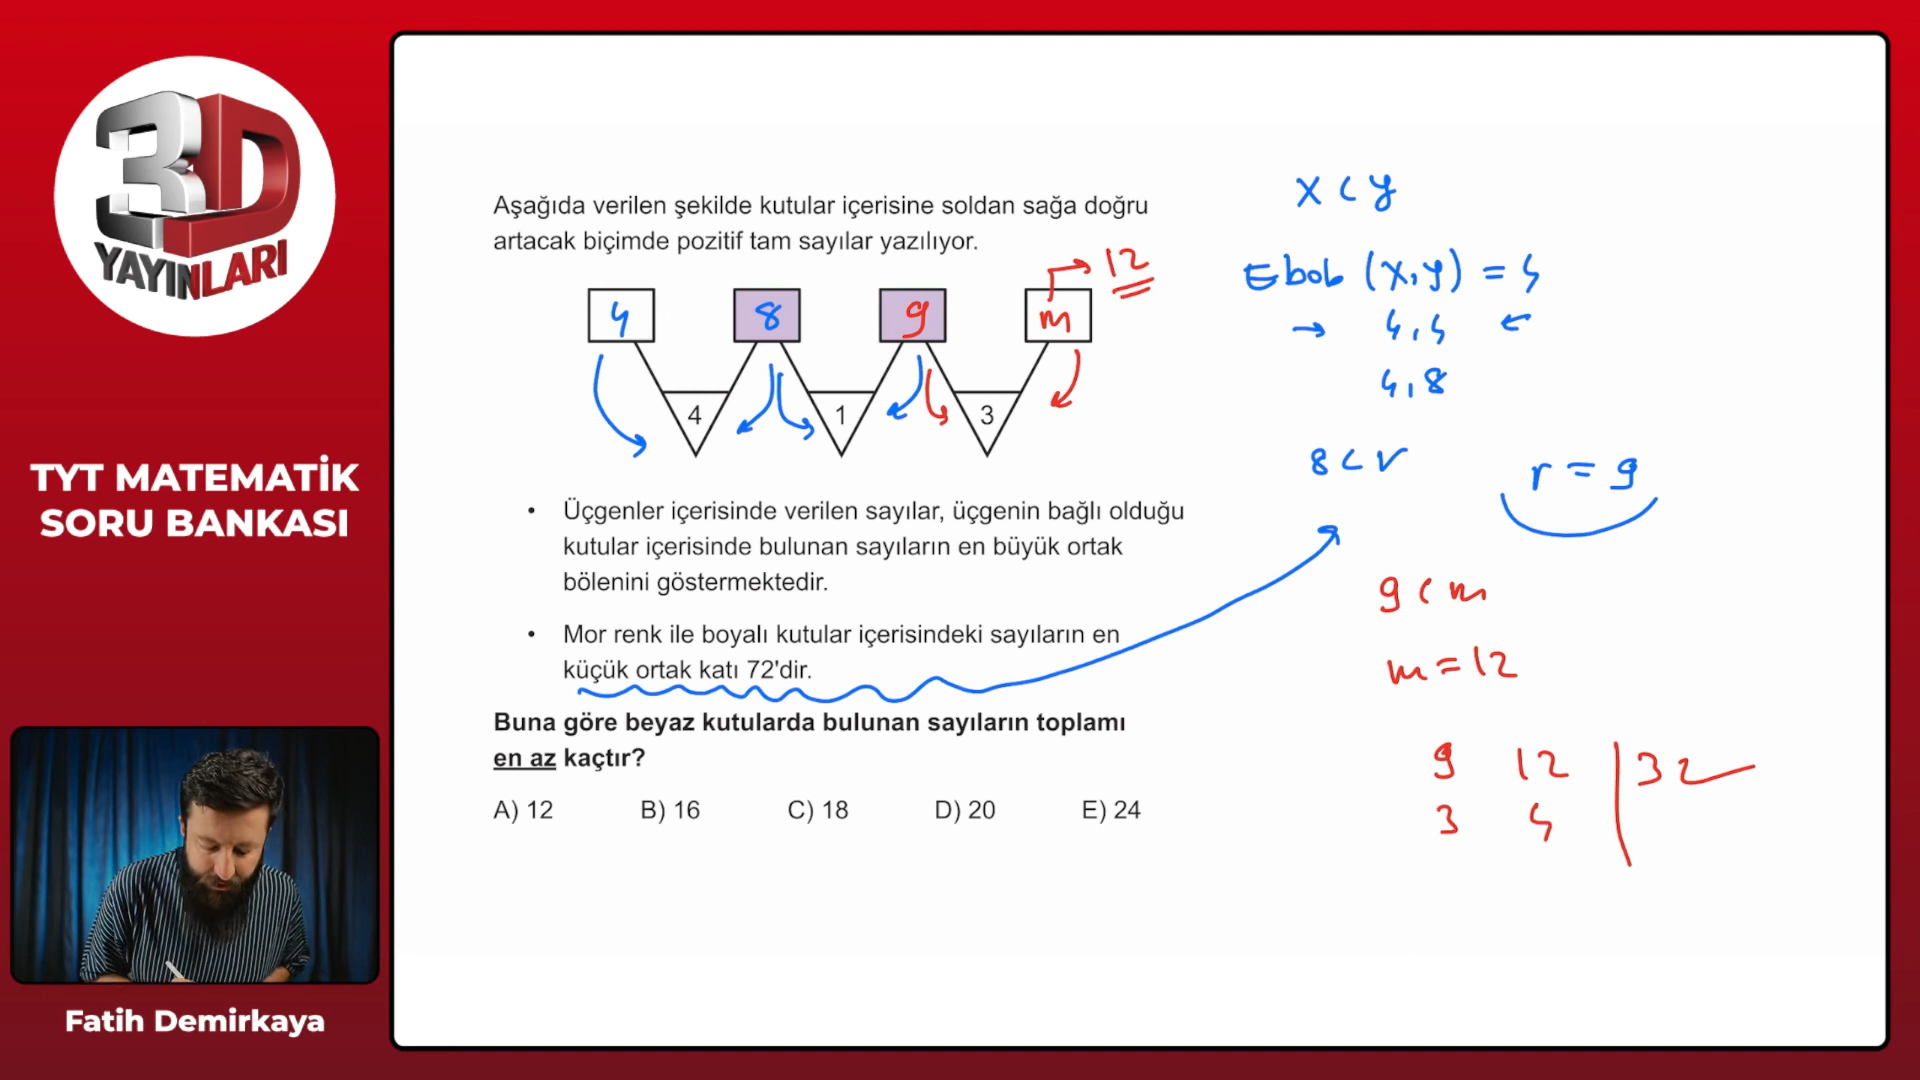 3D
YAYINLARI
TYT MATEMATİK
SORU BANKASI
Fatih Demirkaya
Aşağıda verilen şekilde kutular içerisine soldan sağa doğru
artacak biçimde pozitif tam sayılar yazılıyor.
12
4 8 9 m
4 1 3
• Üçgenler içerisinde verilen sayılar, üçgenin bağlı olduğu
kutular içerisinde bulunan sayıların en büyük ortak
bölenini göstermektedir.
• Mor renk ile boyalı kutular içerisindeki sayıların en
küçük ortak katı 72'dir.
Buna göre beyaz kutularda bulunan sayıların toplamı
en az kaçtır?
A) 12 B) 16 C) 18 D) 20 E) 24
x < y
Ebob (x,y) = 4
4,4
4,8
8 < r
r = 9
9 < m
m = 12
9 12 | 3
3 4